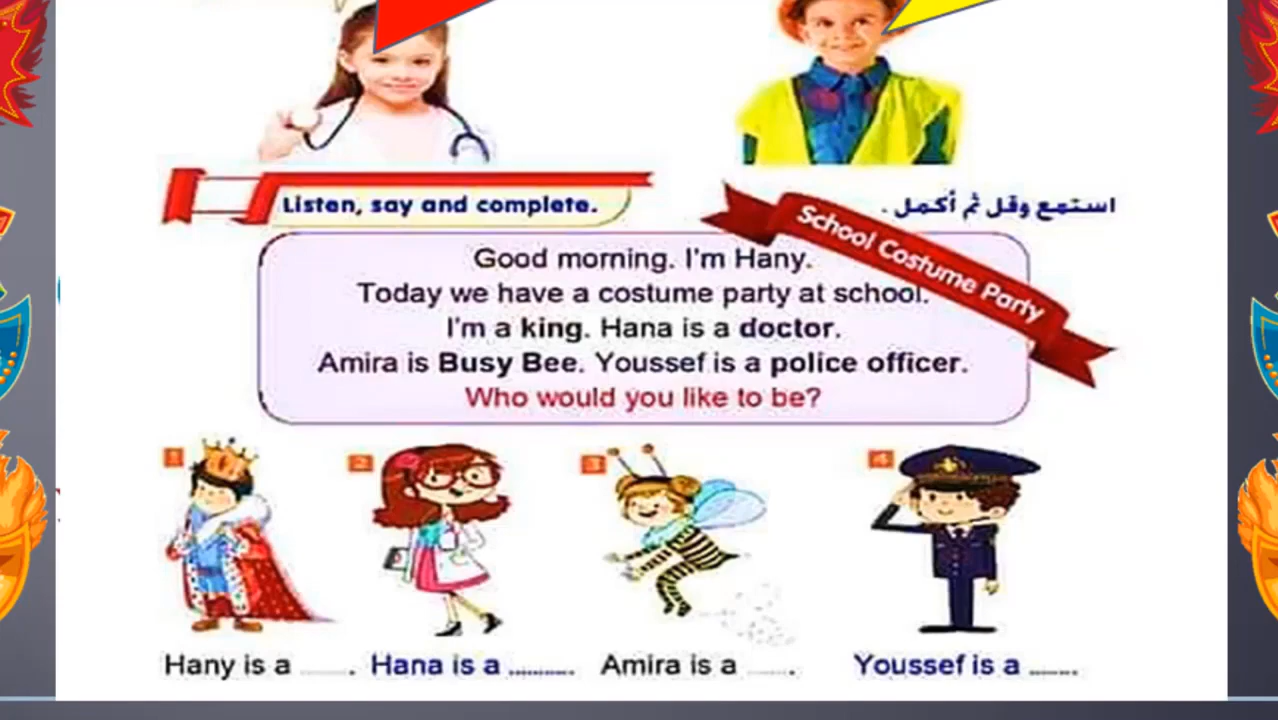 Listen, say and complete.
استمع وقل ثم أكمل .
School Costume Party
Good morning. I'm Hany.
Today we have a costume party at school.
I'm a king. Hana is a doctor.
Amira is Busy Bee. Youssef is a police officer.
Who would you like to be?
1
2
3
4
Hany is a ...... .
Hana is a ............
Amira is a ...... .
Youssef is a ........